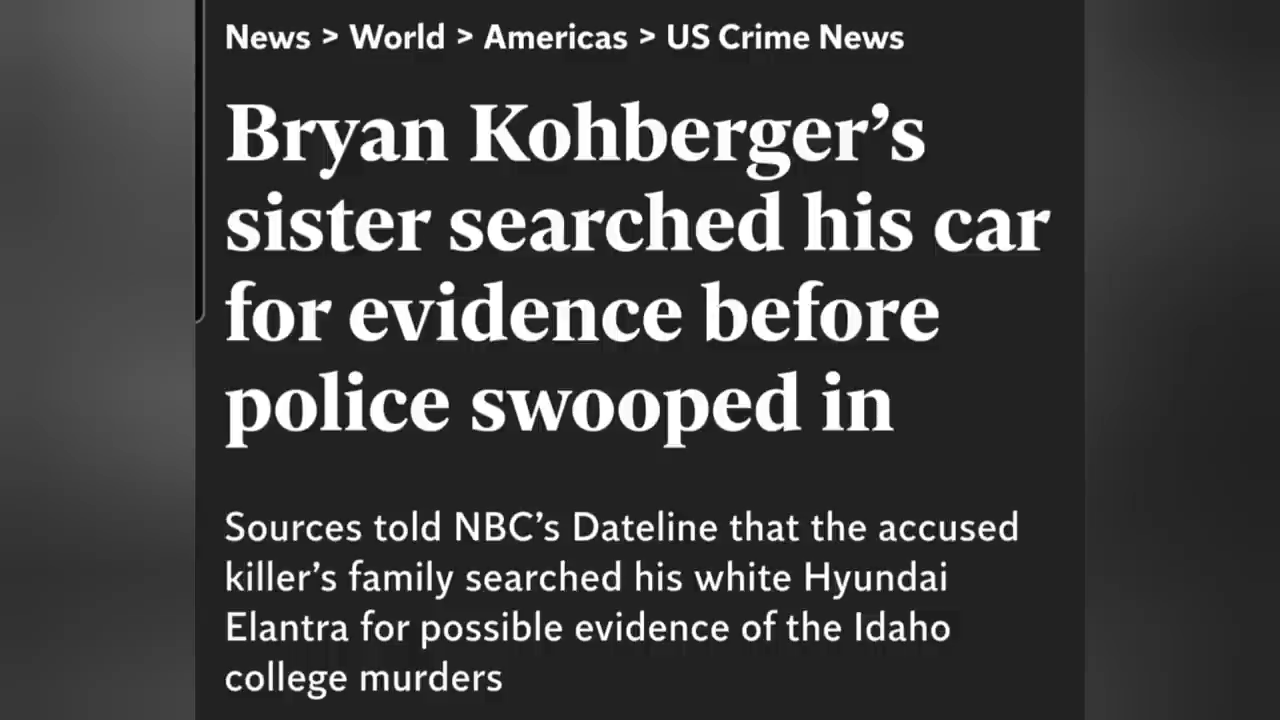 News > World > Americas > US Crime News
Bryan Kohberger’s
sister searched his car
for evidence before
police swooped in
Sources told NBC’s Dateline that the accused
killer’s family searched his white Hyundai
Elantra for possible evidence of the Idaho
college murders